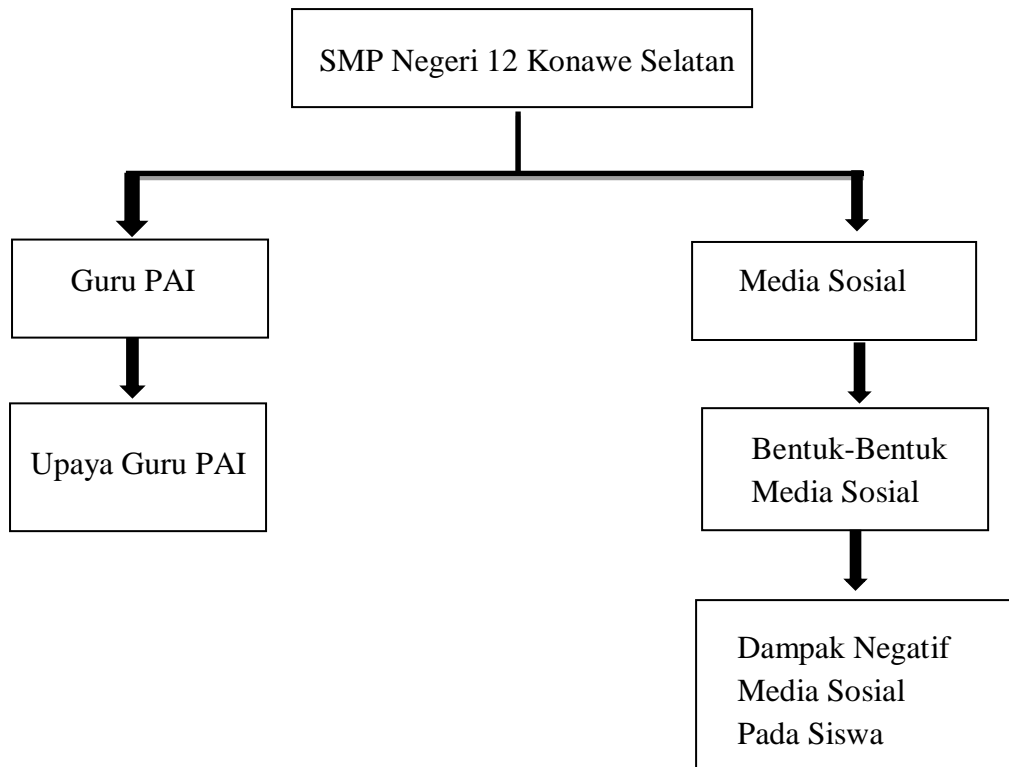 SMP Negeri 12 Konawe Selatan
Guru PAI
Media Sosial
Upaya Guru PAI
Bentuk-Bentuk
Media Sosial
Dampak Negatif
Media Sosial
Pada Siswa